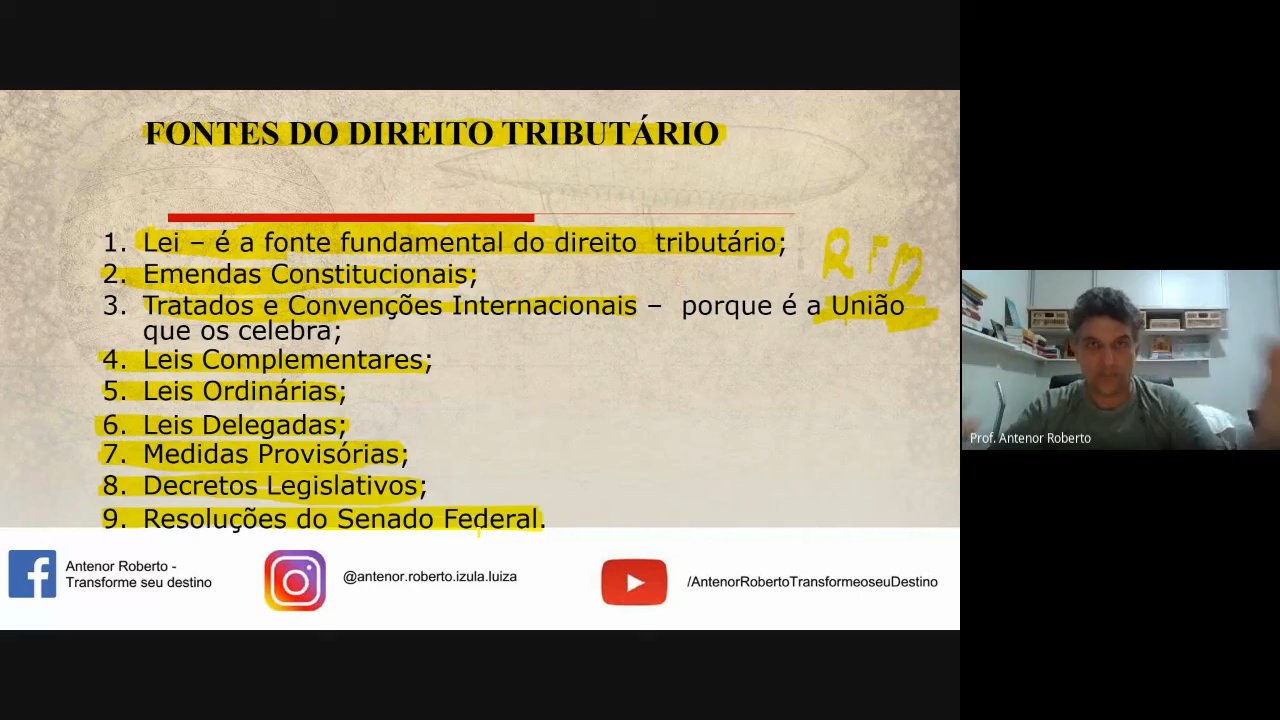 FONTES DO DIREITO TRIBUTÁRIO
1. Lei – é a fonte fundamental do direito tributário;
2. Emendas Constitucionais;
3. Tratados e Convenções Internacionais – porque é a União
que os celebra;
4. Leis Complementares;
5. Leis Ordinárias;
6. Leis Delegadas;
7. Medidas Provisórias;
8. Decretos Legislativos;
9. Resoluções do Senado Federal.
Antenor Roberto -
Transforme seu destino
@antenor.roberto.izula.luiza
/AntenorRobertoTransformeoseuDestino
Prof. Antenor Roberto